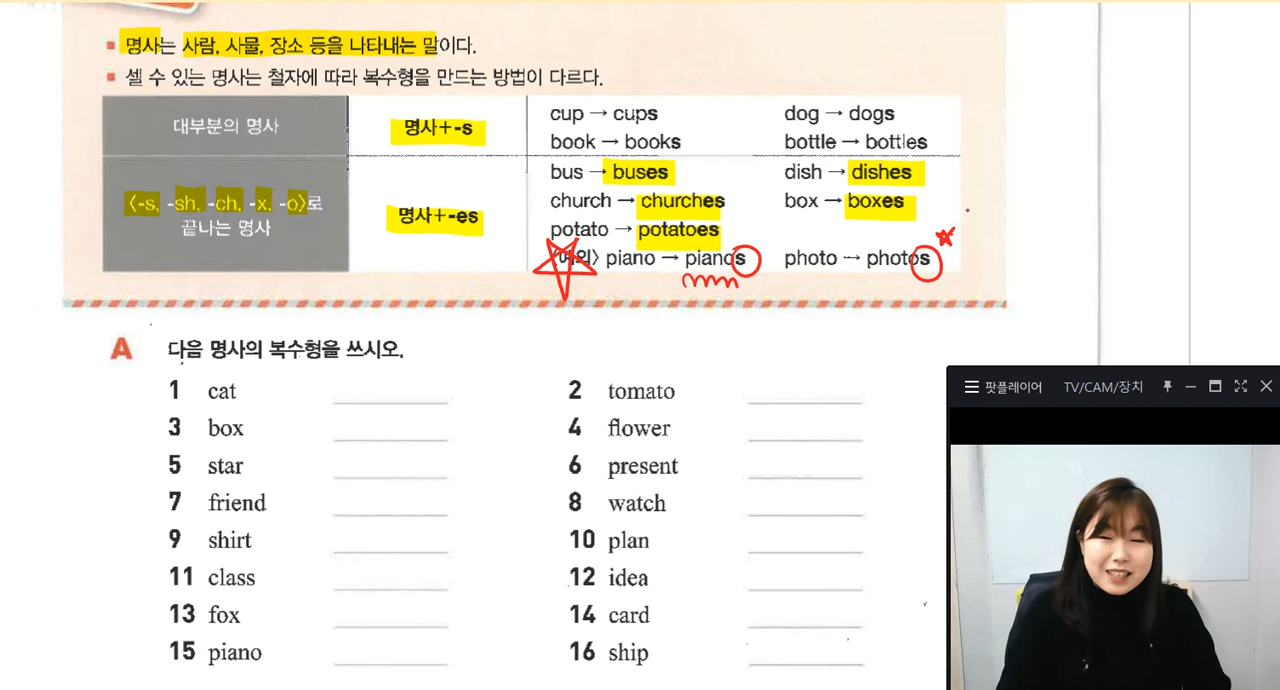 ▪ 명사는 사람, 사물, 장소 등을 나타내는 말이다.
▪ 셀 수 있는 명사는 철자에 따라 복수형을 만드는 방법이 다르다.
대부분의 명사
명사+-s
cup → cups
dog → dogs
book → books
bottle → bottles
〈-s, -sh, -ch, -x, -o〉로
끝나는 명사
명사+-es
bus → buses
dish → dishes
church → churches
box → boxes
potato → potatoes
〈예외〉 piano → pianos
photo → photos
A 다음 명사의 복수형을 쓰시오.
1 cat
2 tomato
3 box
4 flower
5 star
6 present
7 friend
8 watch
9 shirt
10 plan
11 class
12 idea
13 fox
14 card
15 piano
16 ship
팟플레이어 TV/CAM/장치